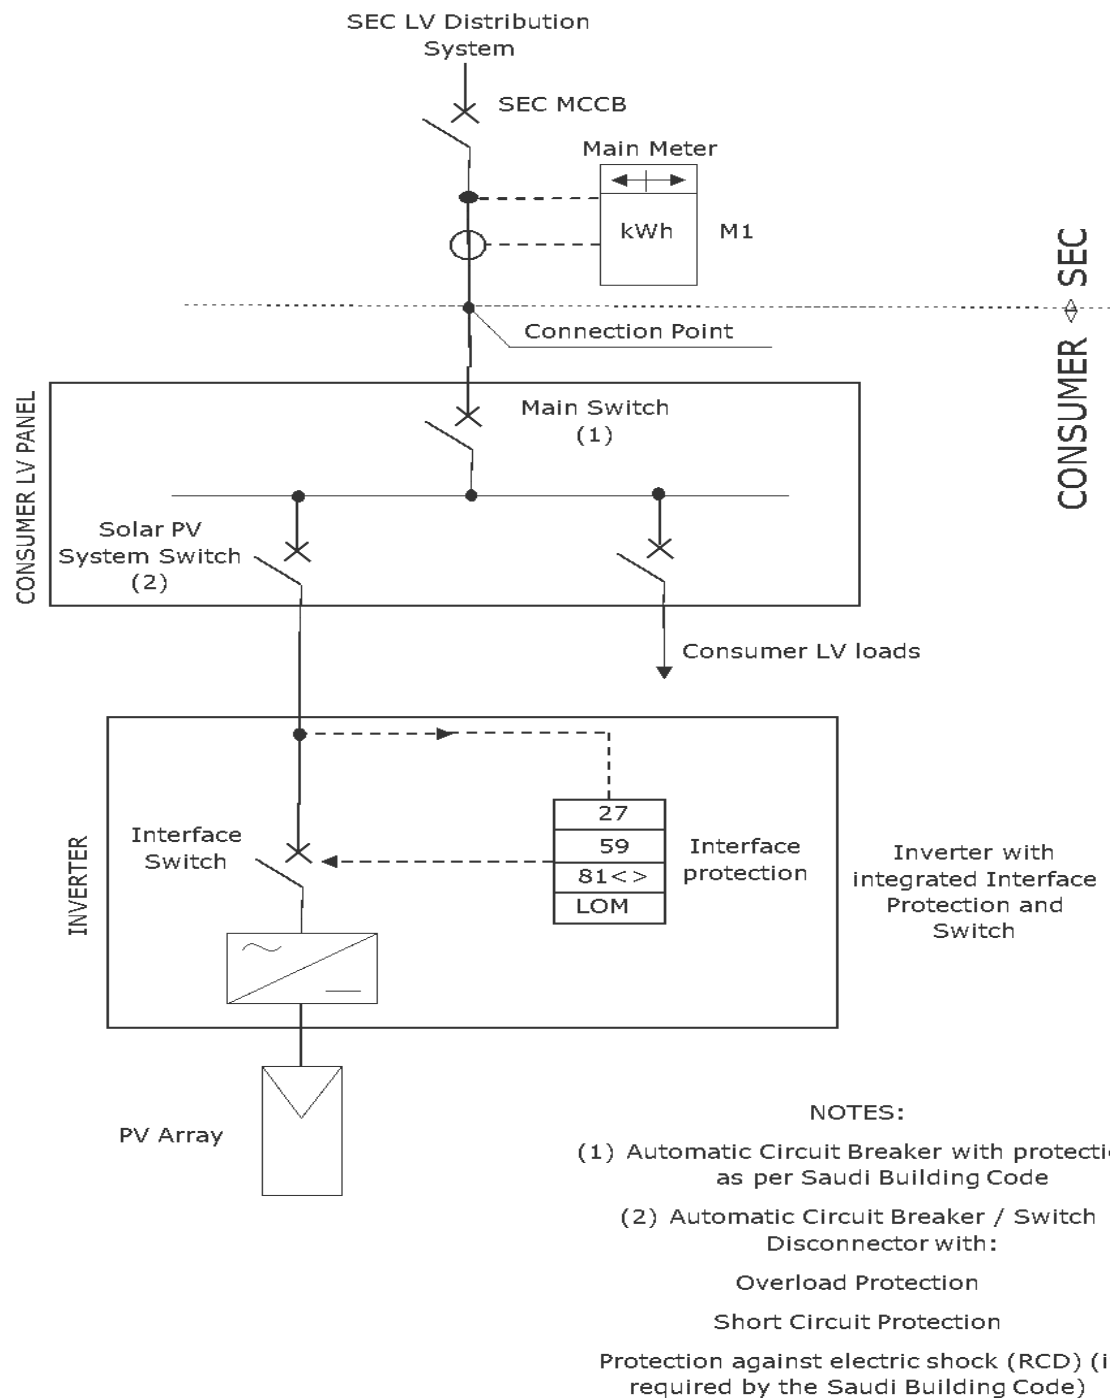 SEC LV Distribution
System
SEC MCCB
Main Meter
kWh
M1
SEC
CONSUMER
Connection Point
CONSUMER LV PANEL
Main Switch
(1)
Solar PV
System Switch
(2)
Consumer LV loads
INVERTER
Interface
Switch
27
59
81<>
LOM
Interface
protection
Inverter with
integrated Interface
Protection and
Switch
PV Array
NOTES:
(1) Automatic Circuit Breaker with protecti
as per Saudi Building Code
(2) Automatic Circuit Breaker / Switch
Disconnector with:
Overload Protection
Short Circuit Protection
Protection against electric shock (RCD) (i
required by the Saudi Building Code)